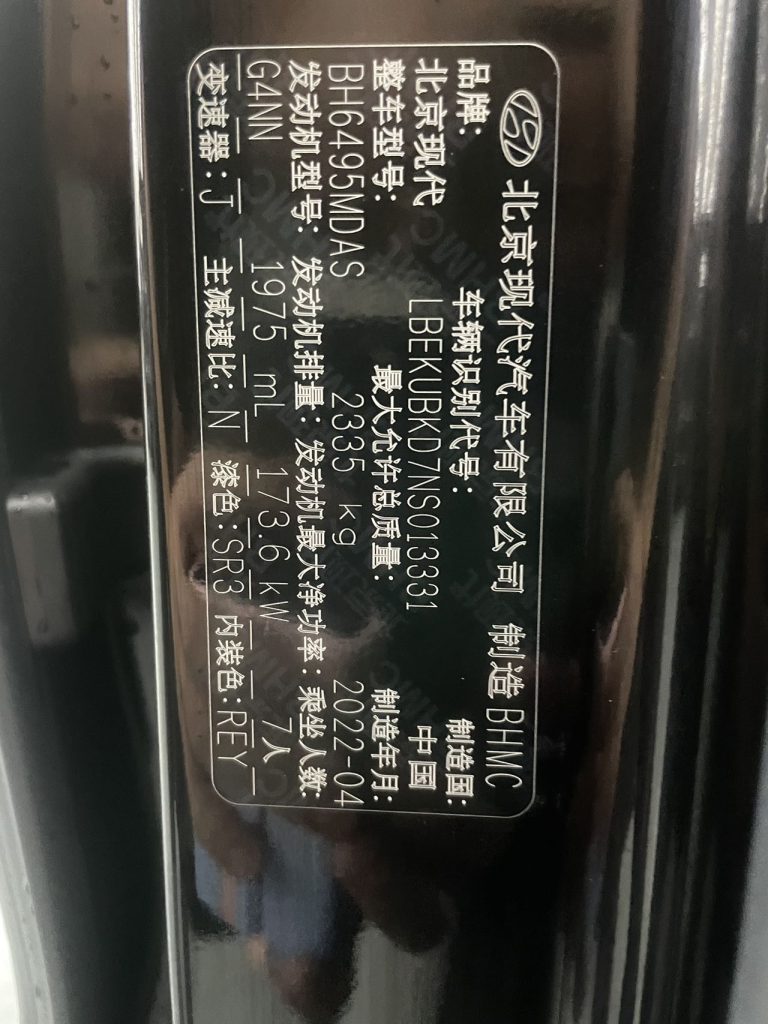 北京现代汽车有限公司 制造 BHMC
品牌: 车辆识别代号: 制造国:
北京现代 LBEKUBKD7NS013331 中国
整车型号: 最大允许总质量: 制造年月:
BH6495MDAS 2335 kg 2022-04
发动机型号: 发动机排量: 发动机最大净功率: 乘坐人数:
G4NN 1975 mL 173.6 kW 7人
变速器: J 主减速比: N 漆色: SR3 内装色: REY